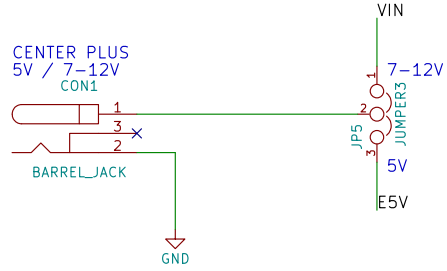 VIN
CENTER PLUS
5V / 7-12V
CON1
1
3
2
BARREL_JACK
GND
7-12V
1
2
3
JP5
JUMPER3
5V
E5V